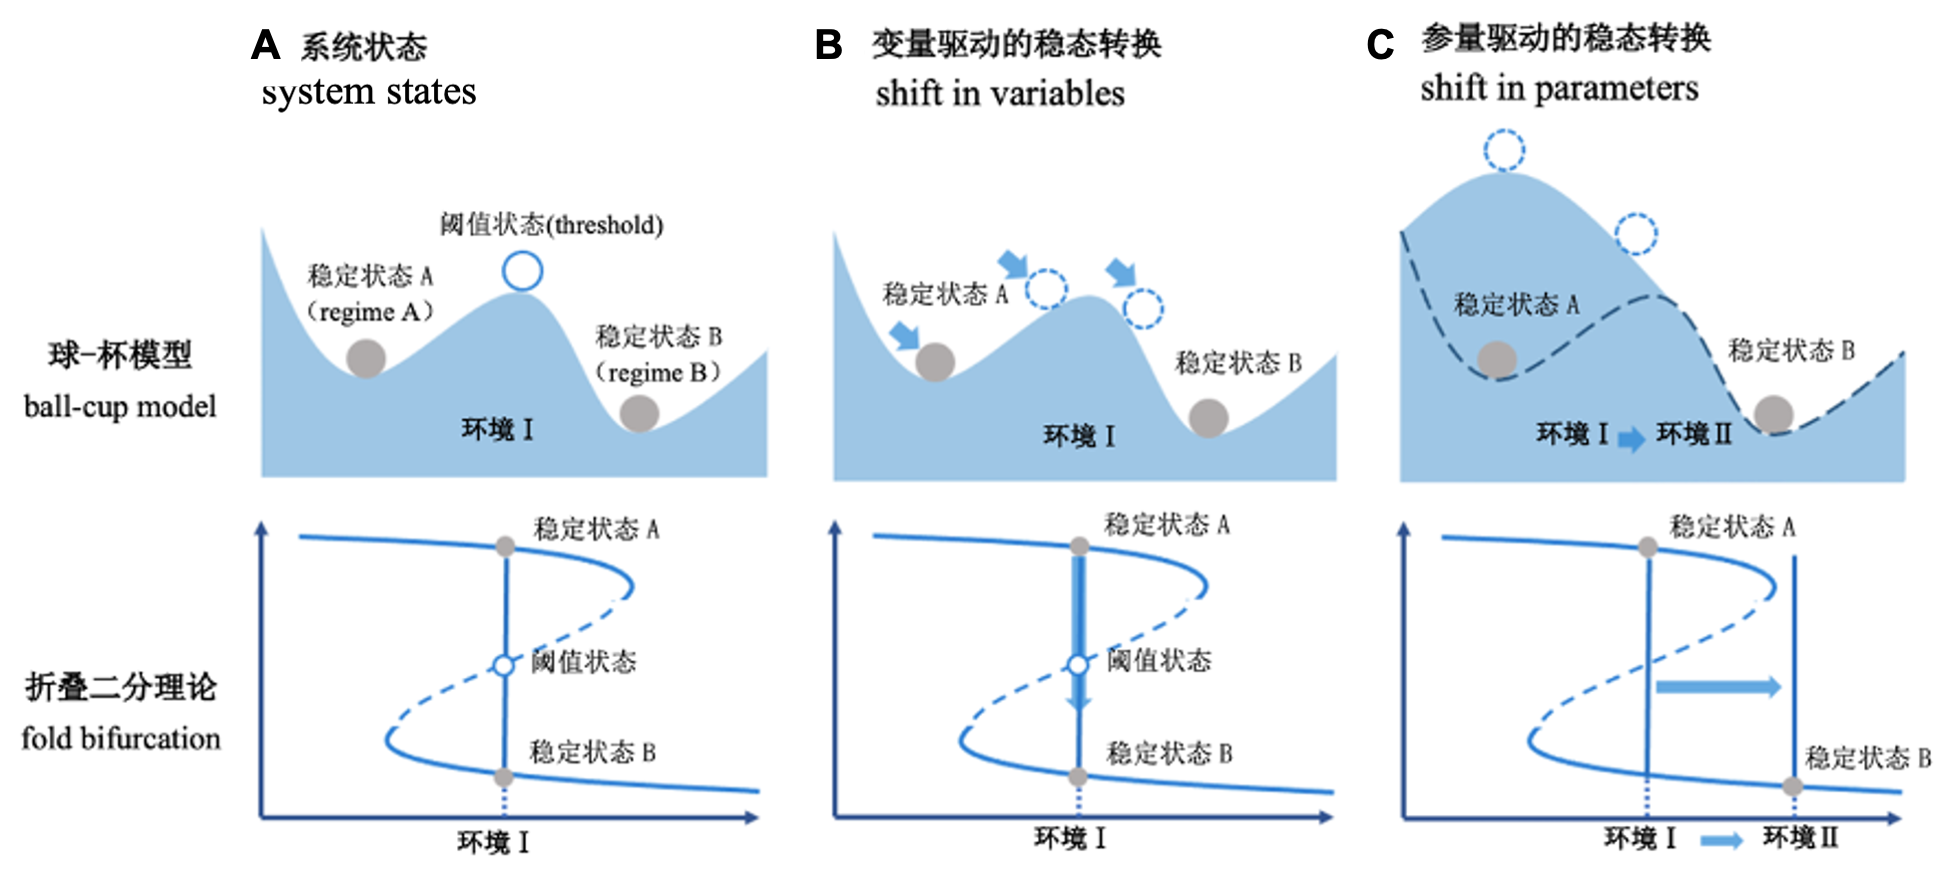 A 系统状态
system states
B 变量驱动的稳态转换
shift in variables
C 参量驱动的稳态转换
shift in parameters
球-杯模型
ball-cup model
阈值状态(threshold)
稳定状态 A
（regime A）
稳定状态 B
（regime B）
环境 Ⅰ
稳定状态 A
稳定状态 B
环境 Ⅰ
稳定状态 A
稳定状态 B
环境 Ⅰ 环境 Ⅱ
折叠二分理论
fold bifurcation
稳定状态 A
阈值状态
稳定状态 B
环境 Ⅰ
稳定状态 A
阈值状态
稳定状态 B
环境 Ⅰ
稳定状态 A
稳定状态 B
环境 Ⅰ 环境 Ⅱ